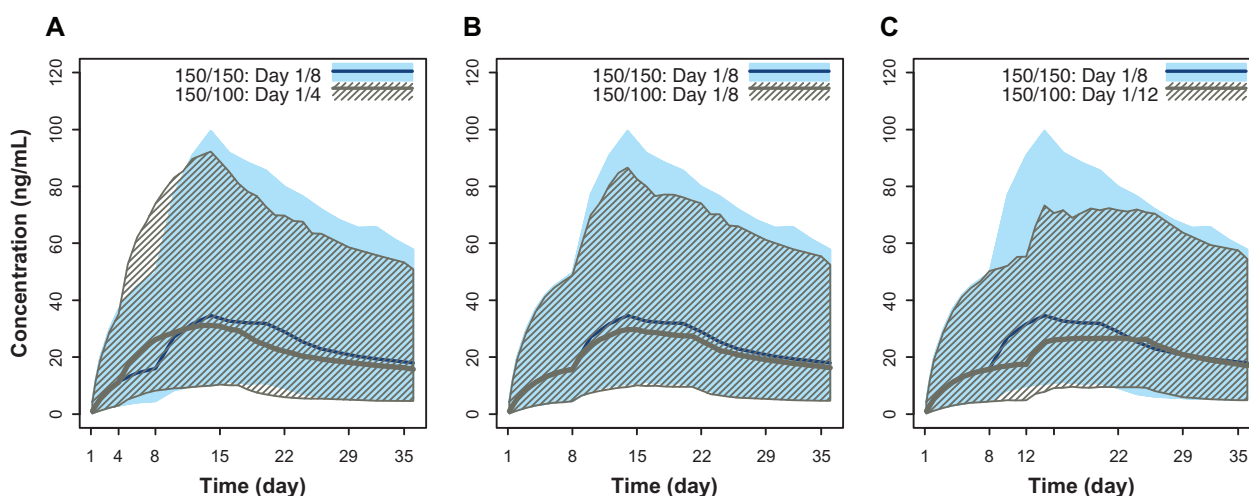 A
150/150: Day 1/8
150/100: Day 1/4
120
100
80
60
40
20
0
Concentration (ng/mL)
1 4 8 15 22 29 35
Time (day)
B
150/150: Day 1/8
150/100: Day 1/8
120
100
80
60
40
20
0
1 8 15 22 29 35
Time (day)
C
150/150: Day 1/8
150/100: Day 1/12
120
100
80
60
40
20
0
1 8 12 22 29 35
Time (day)